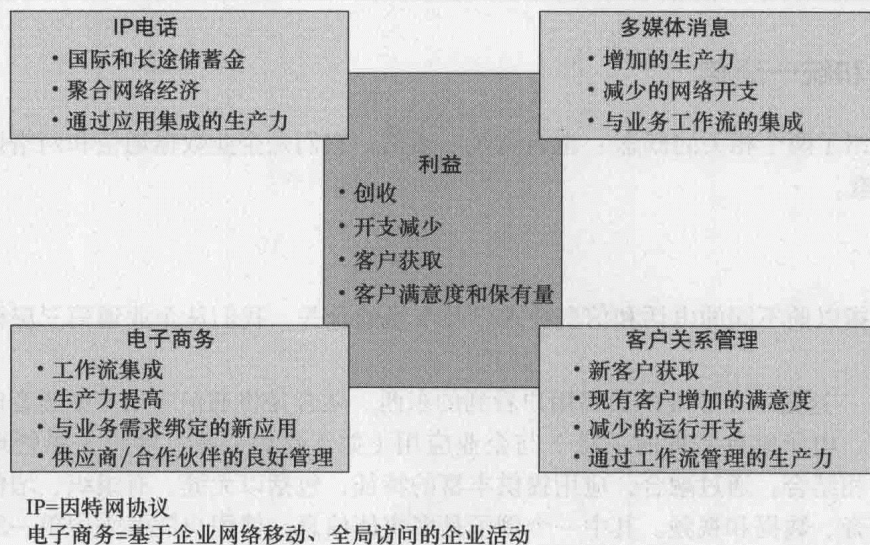 IP电话
·国际和长途储蓄金
·聚合网络经济
·通过应用集成的生产力
多媒体消息
·增加的生产力
·减少的网络开支
·与业务工作流的集成
利益
·创收
·开支减少
·客户获取
·客户满意度和保有量
电子商务
·工作流集成
·生产力提高
·与业务需求绑定的新应用
·供应商/合作伙伴的良好管理
客户关系管理
·新客户获取
·现有客户增加的满意度
·减少的运行开支
·通过工作流管理的生产力
IP=因特网协议
电子商务=基于企业网络移动、全局访问的企业活动